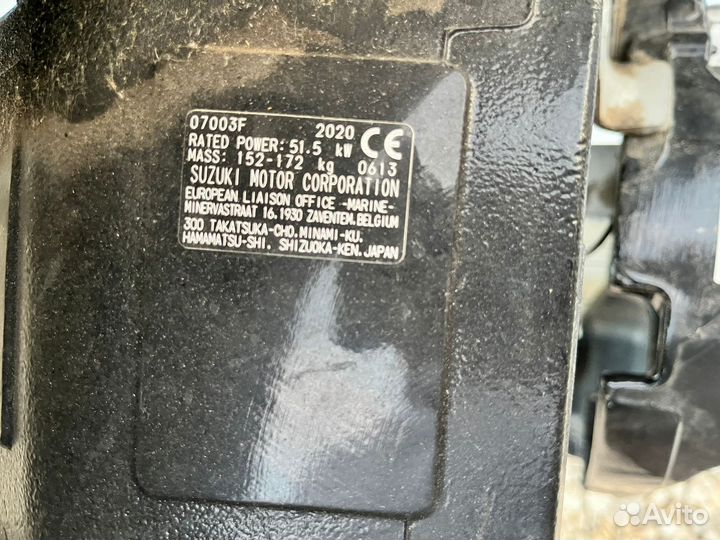 07003F 2020 CE
RATED POWER: 51.5 kW
MASS: 152-172 kg 0613
SUZUKI MOTOR CORPORATION
EUROPEAN LIAISON OFFICE -MARINE-
MINERVASTRAAT 16,1930 ZAVENTEM,BELGIUM
300 TAKATSUKA-CHO,MINAMI-KU,
HAMAMATSU-SHI, SHIZUOKA-KEN,JAPAN
Avito